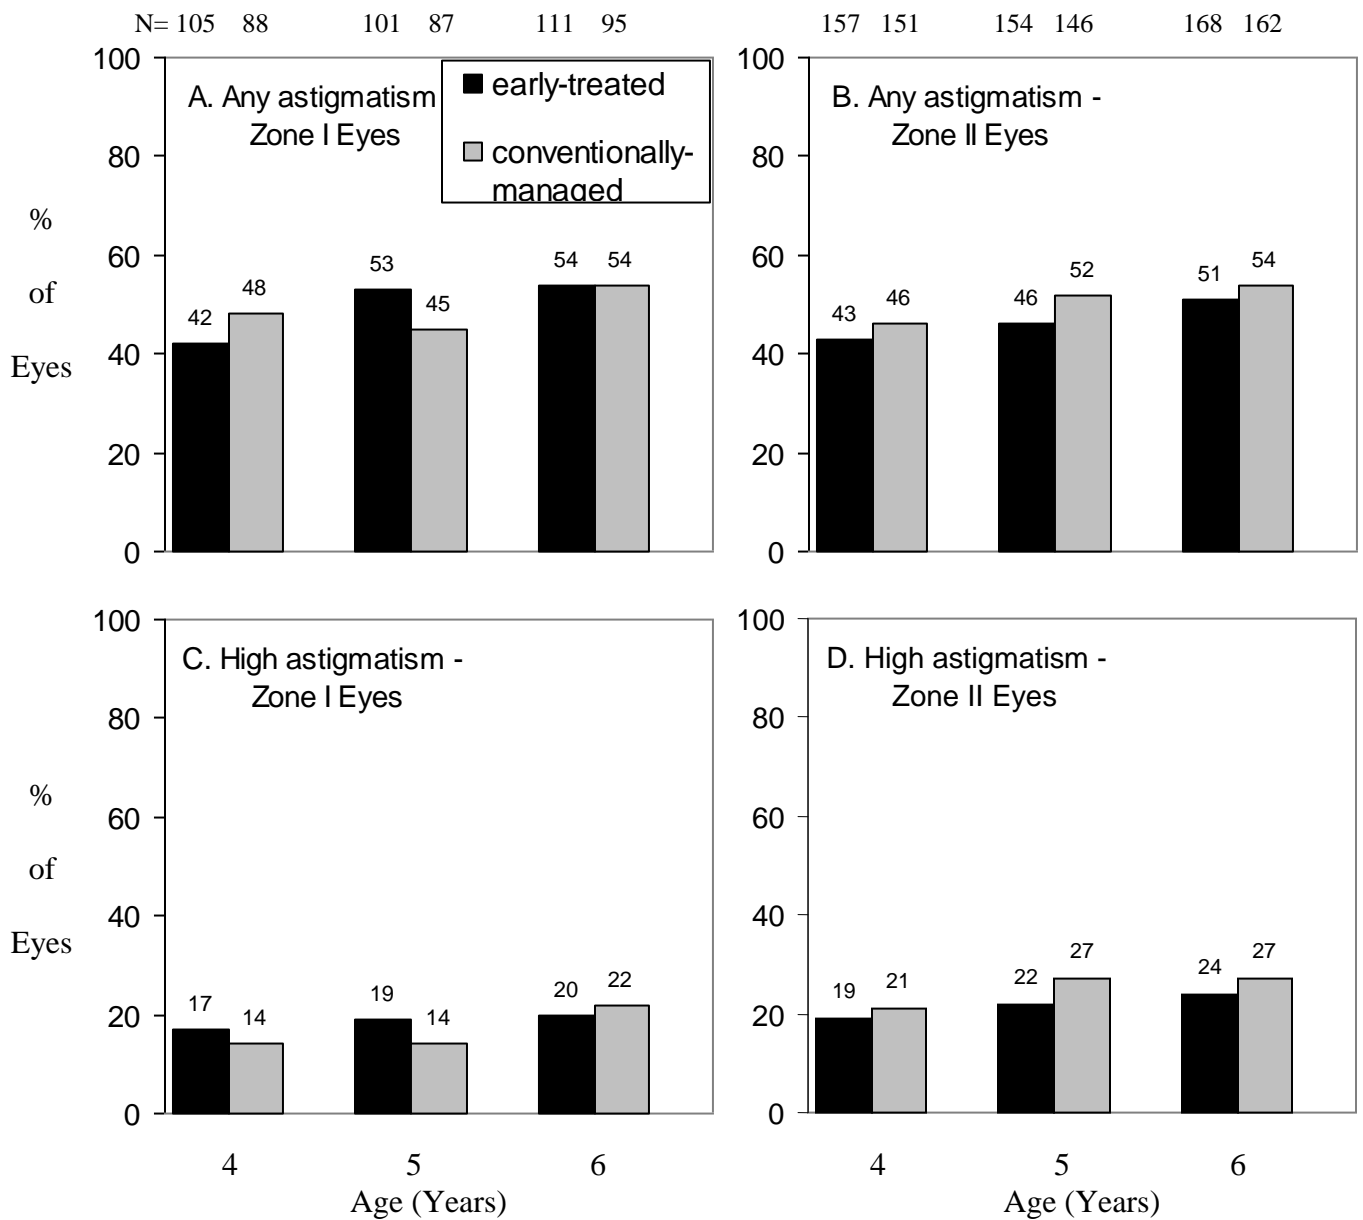 N= 105 88 101 87 111 95 157 151 154 146 168 162
100 80 60 40 20 0
% of Eyes
A. Any astigmatism
Zone I Eyes
early-treated
conventionally-
managed
42 48 53 45 54 54
100 80 60 40 20 0
B. Any astigmatism -
Zone II Eyes
43 46 46 52 51 54
100 80 60 40 20 0
% of Eyes
C. High astigmatism -
Zone I Eyes
17 14 19 14 20 22
4 5 6
Age (Years)
100 80 60 40 20 0
D. High astigmatism -
Zone II Eyes
19 21 22 27 24 27
4 5 6
Age (Years)